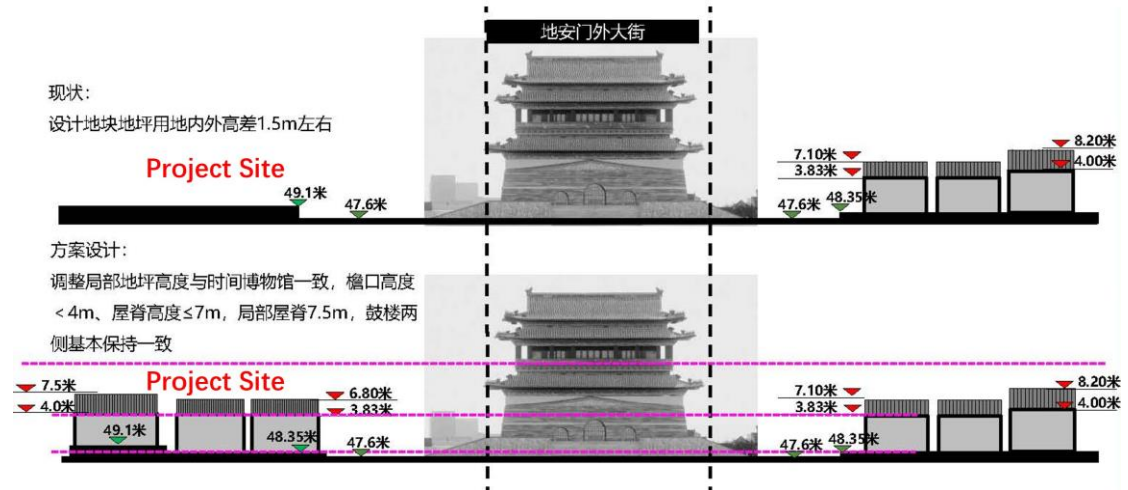 地安门外大街
现状：
设计地块地坪用地内外高差1.5m左右
Project Site
49.1米
47.6米
7.10米
3.83米
8.20米
4.00米
47.6米
48.35米
方案设计：
调整局部地坪高度与时间博物馆一致，檐口高度
＜4m、屋脊高度≤7m，局部屋脊7.5m，鼓楼两
侧基本保持一致
Project Site
7.5米
4.0米
49.1米
6.80米
3.83米
48.35米
47.6米
7.10米
3.83米
8.20米
4.00米
47.6米
48.35米